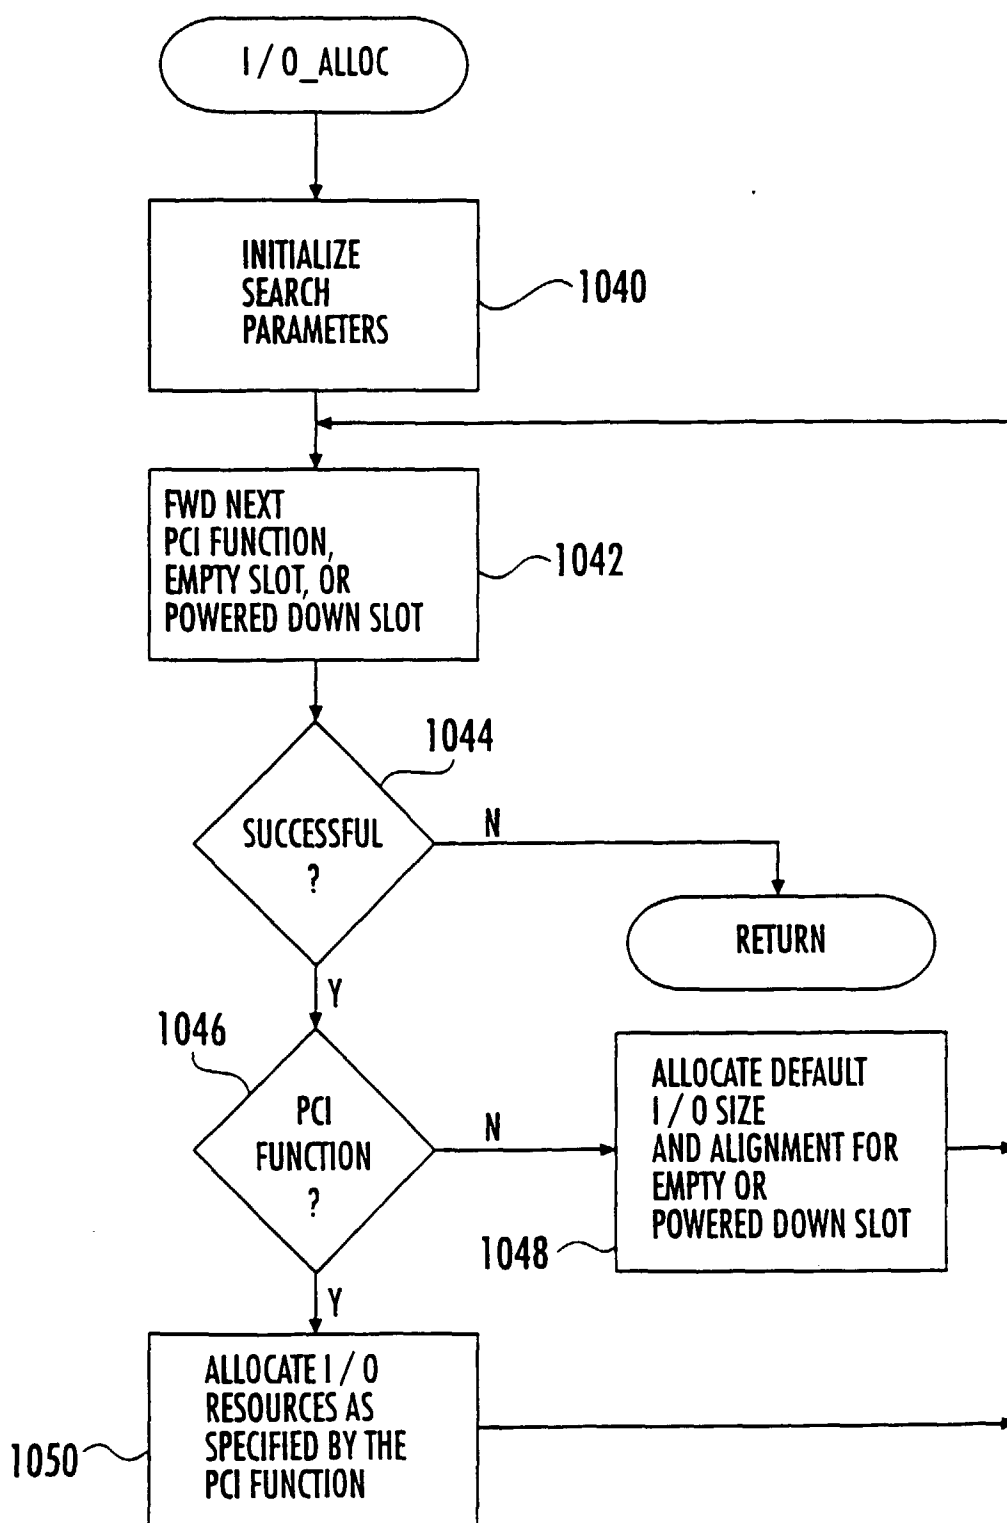 I / O_ALLOC
INITIALIZE
SEARCH
PARAMETERS
1040
FWD NEXT
PCI FUNCTION,
EMPTY SLOT, OR
POWERED DOWN SLOT
1042
1044
SUCCESSFUL
?
N
RETURN
Y
1046
PCI
FUNCTION
?
N
ALLOCATE DEFAULT
I / O SIZE
AND ALIGNMENT FOR
EMPTY OR
POWERED DOWN SLOT
1048
Y
ALLOCATE I / O
RESOURCES AS
SPECIFIED BY THE
PCI FUNCTION
1050